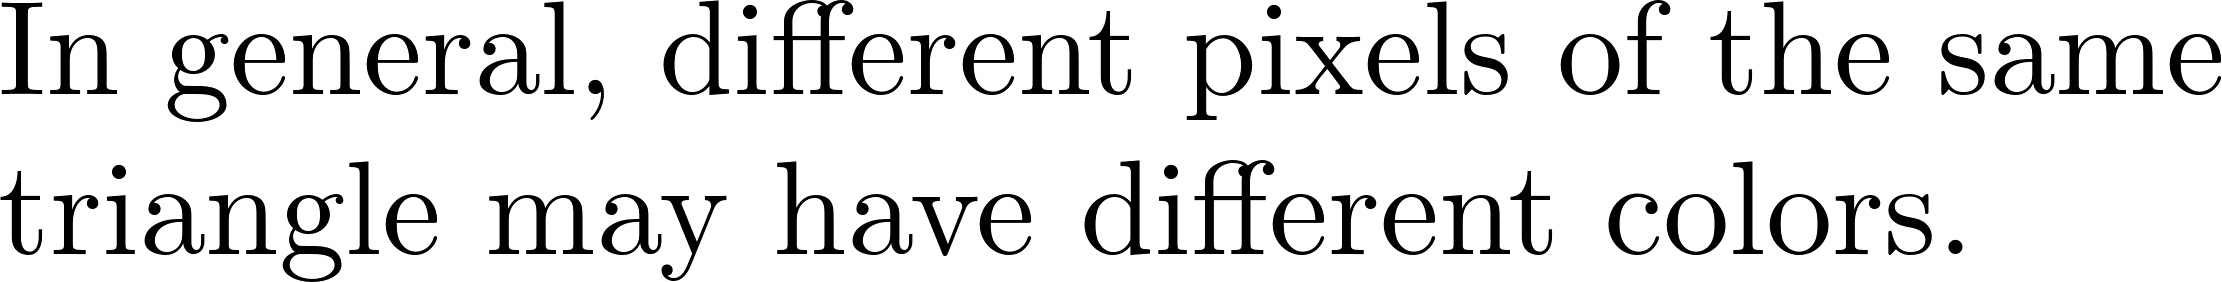 In general, different pixels of the same
triangle may have different colors.